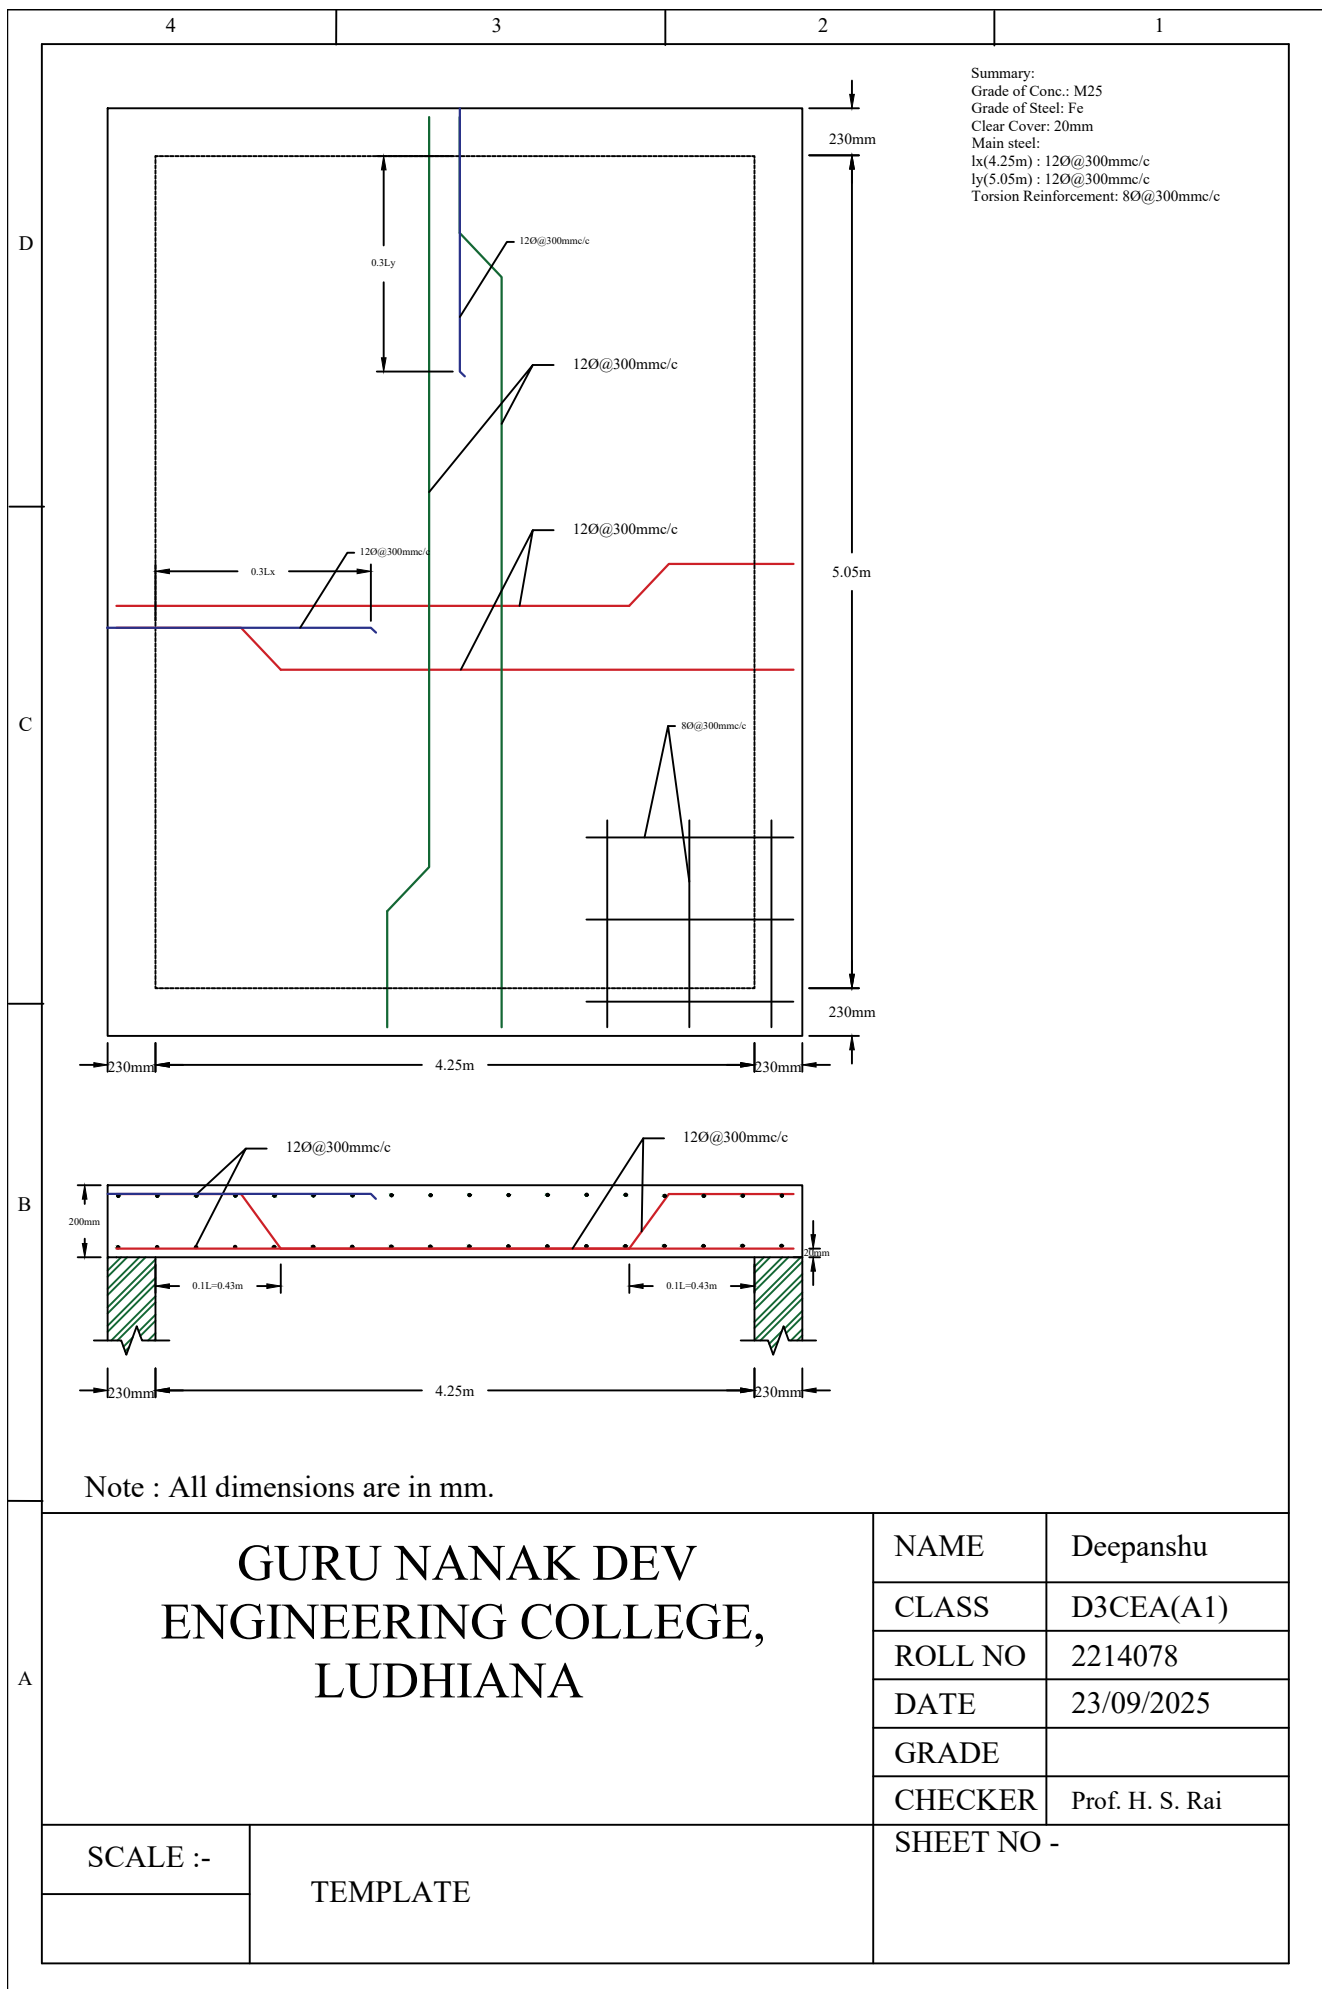 4
3
2
1
Summary:
Grade of Conc.: M25
Grade of Steel: Fe
Clear Cover: 20mm
Main steel:
lx(4.25m) : 12Ø@300mmc/c
ly(5.05m) : 12Ø@300mmc/c
Torsion Reinforcement: 8Ø@300mmc/c
230mm
D
12Ø@300mmc/c
0.3Ly
12Ø@300mmc/c
12Ø@300mmc/c
12Ø@300mmc/c
0.3Lx
5.05m
C
8Ø@300mmc/c
230mm
230mm
4.25m
230mm
12Ø@300mmc/c
12Ø@300mmc/c
B
200mm
20mm
0.1L=0.43m
0.1L=0.43m
230mm
4.25m
230mm
Note : All dimensions are in mm.
GURU NANAK DEV
ENGINEERING COLLEGE,
LUDHIANA
NAME Deepanshu
CLASS D3CEA(A1)
ROLL NO 2214078
DATE 23/09/2025
GRADE
CHECKER Prof. H. S. Rai
A
SCALE :-
TEMPLATE
SHEET NO -